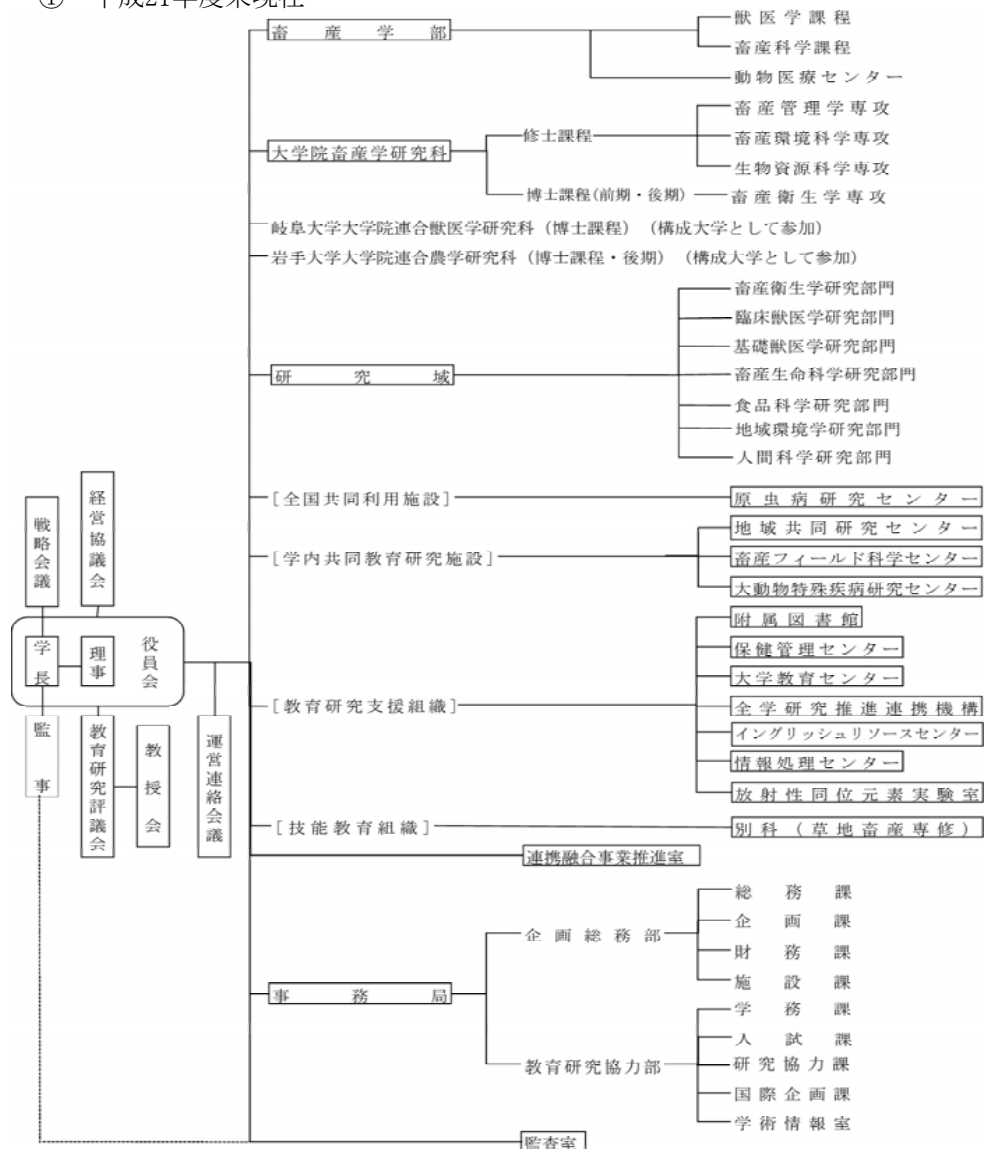 ① 平成21年度末現在
畜産学部
獣医学課程
畜産科学課程
動物医療センター
大学院畜産学研究科
修士課程
畜産管理学専攻
畜産環境科学専攻
生物資源科学専攻
博士課程(前期・後期)
畜産衛生学専攻
岐阜大学大学院連合獣医学研究科(博士課程)(構成大学として参加)
岩手大学大学院連合農学研究科(博士課程・後期)(構成大学として参加)
研究域
畜産衛生学研究部門
臨床獣医学研究部門
基礎獣医学研究部門
畜産生命科学研究部門
食品科学研究部門
地域環境学研究部門
人間科学研究部門
[全国共同利用施設]
原虫病研究センター
[学内共同教育研究施設]
地域共同研究センター
畜産フィールド科学センター
大動物特殊疾病研究センター
戦略会議
経営協議会
学長
理事
役員会
監事
教育研究評議会
教授会
運営連絡会議
[教育研究支援組織]
附属図書館
保健管理センター
大学教育センター
全学研究推進連携機構
イングリッシュリソースセンター
情報処理センター
放射性同位元素実験室
[技能教育組織]
別科(草地畜産専修)
連携融合事業推進室
事務局
企画総務部
総務課
企画課
財務課
施設課
教育研究協力部
学務課
入試課
研究協力課
国際企画課
学術情報室
監査室